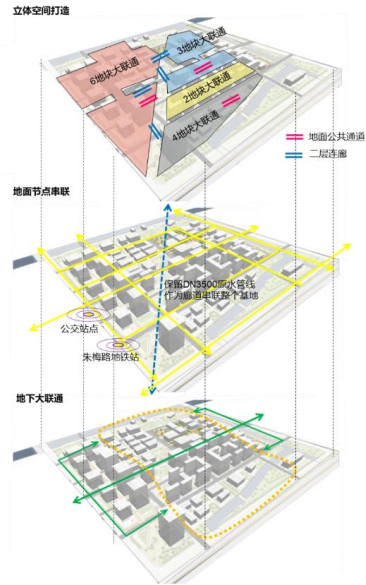 立体空间打造
3地块大联通
6地块大联通
2地块大联通
4地块大联通
地面公共通道
二层连廊
地面节点串联
保留DN3500原水管线
作为廊道串联整个基地
公交站点
朱梅路地铁站
地下大联通